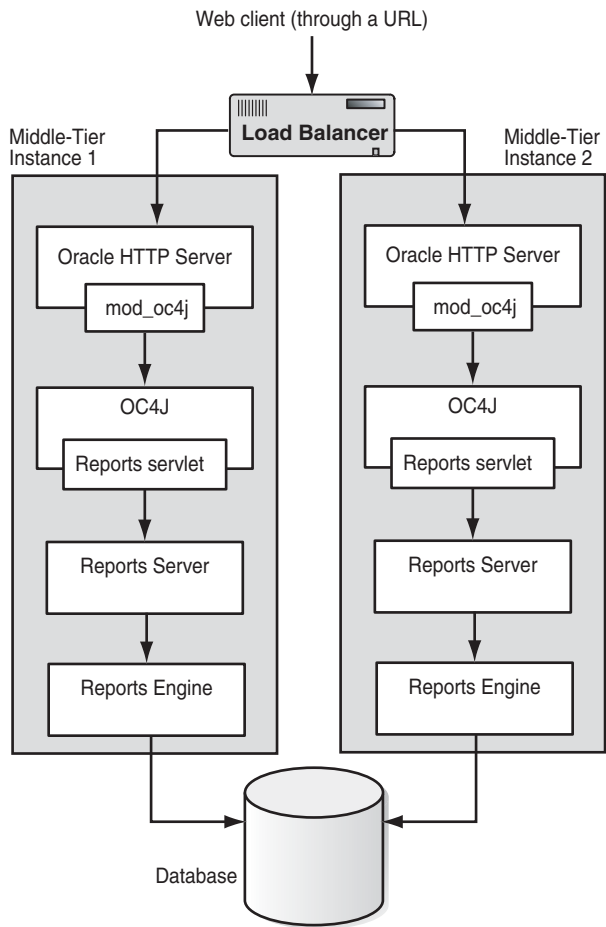 Web client (through a URL)
Load Balancer
Middle-Tier
Instance 1
Oracle HTTP Server
mod_oc4j
OC4J
Reports servlet
Reports Server
Reports Engine
Middle-Tier
Instance 2
Oracle HTTP Server
mod_oc4j
OC4J
Reports servlet
Reports Server
Reports Engine
Database